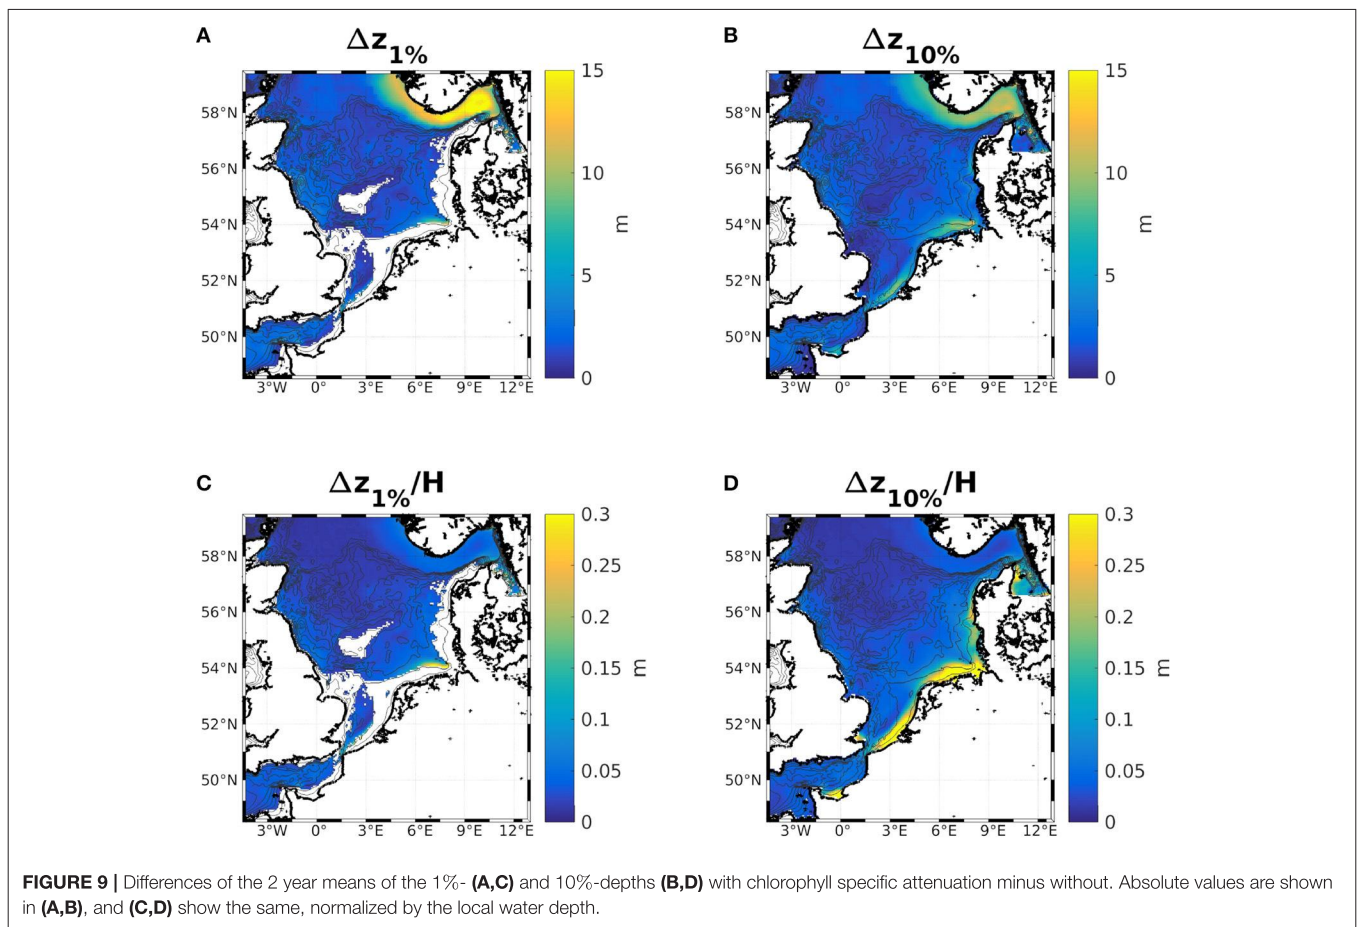 A
Δz1%
B
Δz10%
58°N
56°N
54°N
52°N
50°N
3°W 0° 3°E 6°E 9°E 12°E
15
10
5
0
m
58°N
56°N
54°N
52°N
50°N
3°W 0° 3°E 6°E 9°E 12°E
15
10
5
0
m
C
Δz1%/H
D
Δz10%/H
58°N
56°N
54°N
52°N
50°N
3°W 0° 3°E 6°E 9°E 12°E
0.3
0.25
0.2
0.15
0.1
0.05
0
m
58°N
56°N
54°N
52°N
50°N
3°W 0° 3°E 6°E 9°E 12°E
0.3
0.25
0.2
0.15
0.1
0.05
0
m
FIGURE 9 | Differences of the 2 year means of the 1%- (A,C) and 10%-depths (B,D) with chlorophyll specific attenuation minus without. Absolute values are shown
in (A,B), and (C,D) show the same, normalized by the local water depth.